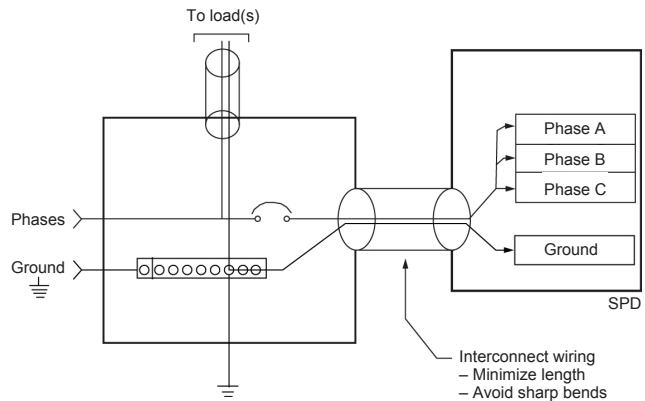 To load(s)
Phase A
Phase B
Phase C
Phases
Ground
Ground
SPD
Interconnect wiring
– Minimize length
– Avoid sharp bends